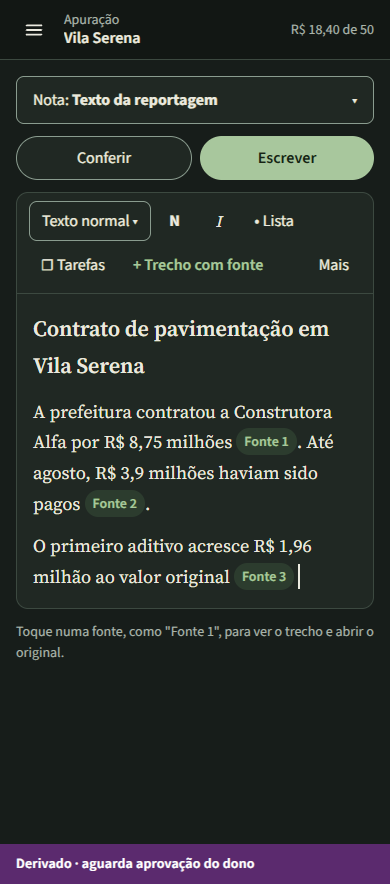 Apuração
Vila Serena
R$ 18,40 de 50
Nota: Texto da reportagem
Conferir
Escrever
Texto normal
N
I
• Lista
☐ Tarefas
+ Trecho com fonte
Mais
Contrato de pavimentação em
Vila Serena
A prefeitura contratou a Construtora
Alfa por R$ 8,75 milhões Fonte 1. Até
agosto, R$ 3,9 milhões haviam sido
pagos Fonte 2.
O primeiro aditivo acresce R$ 1,96
milhão ao valor original Fonte 3
Toque numa fonte, como "Fonte 1", para ver o trecho e abrir o
original.
Derivado · aguarda aprovação do dono